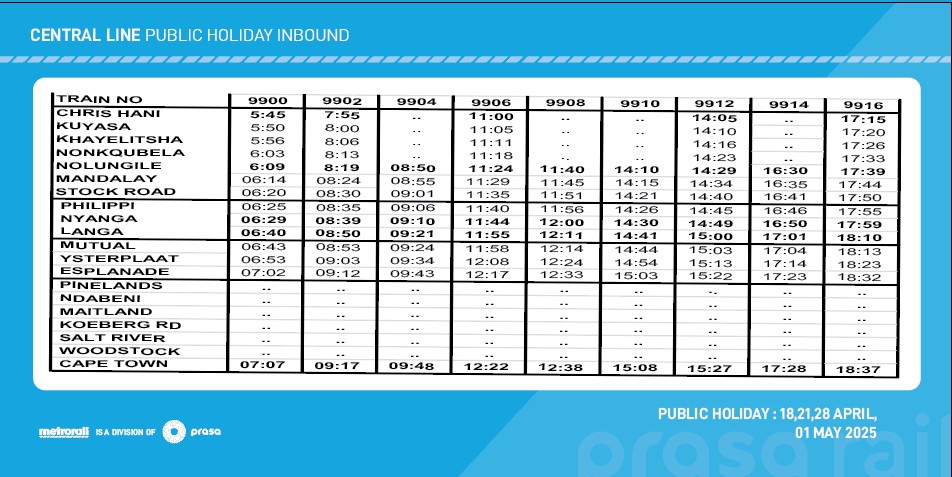 CENTRAL LINE PUBLIC HOLIDAY INBOUND
TRAIN NO 9900 9902 9904 9906 9908 9910 9912 9914 9916
CHRIS HANI 5:45 7:55 .. 11:00 .. .. 14:05 .. 17:15
KUYASA 5:50 8:00 .. 11:05 .. .. 14:10 .. 17:20
KHAYELITSHA 5:56 8:06 .. 11:11 .. .. 14:16 .. 17:26
NONKQUBELA 6:03 8:13 .. 11:18 .. .. 14:23 .. 17:33
NOLUNGILE 6:09 8:19 08:50 11:24 11:40 14:10 14:29 16:30 17:39
MANDALAY 06:14 08:24 08:55 11:29 11:45 14:15 14:34 16:35 17:44
STOCK ROAD 06:20 08:30 09:01 11:35 11:51 14:21 14:40 16:41 17:50
PHILIPPI 06:25 08:35 09:06 11:40 11:56 14:26 14:45 16:46 17:55
NYANGA 06:29 08:39 09:10 11:44 12:00 14:30 14:49 16:50 17:59
LANGA 06:40 08:50 09:21 11:55 12:11 14:41 15:00 17:01 18:10
MUTUAL 06:43 08:53 09:24 11:58 12:14 14:44 15:03 17:04 18:13
YSTERPLAAT 06:53 09:03 09:34 12:08 12:24 14:54 15:13 17:14 18:23
ESPLANADE 07:02 09:12 09:43 12:17 12:33 15:03 15:22 17:23 18:32
PINELANDS .. .. .. .. .. .. .. .. ..
NDABENI .. .. .. .. .. .. .. .. ..
MAITLAND .. .. .. .. .. .. .. .. ..
KOEBERG RD .. .. .. .. .. .. .. .. ..
SALT RIVER .. .. .. .. .. .. .. .. ..
WOODSTOCK .. .. .. .. .. .. .. .. ..
CAPE TOWN 07:07 09:17 09:48 12:22 12:38 15:08 15:27 17:28 18:37
PUBLIC HOLIDAY : 18,21,28 APRIL,
01 MAY 2025
metrorail IS A DIVISION OF prasa
prasa rail